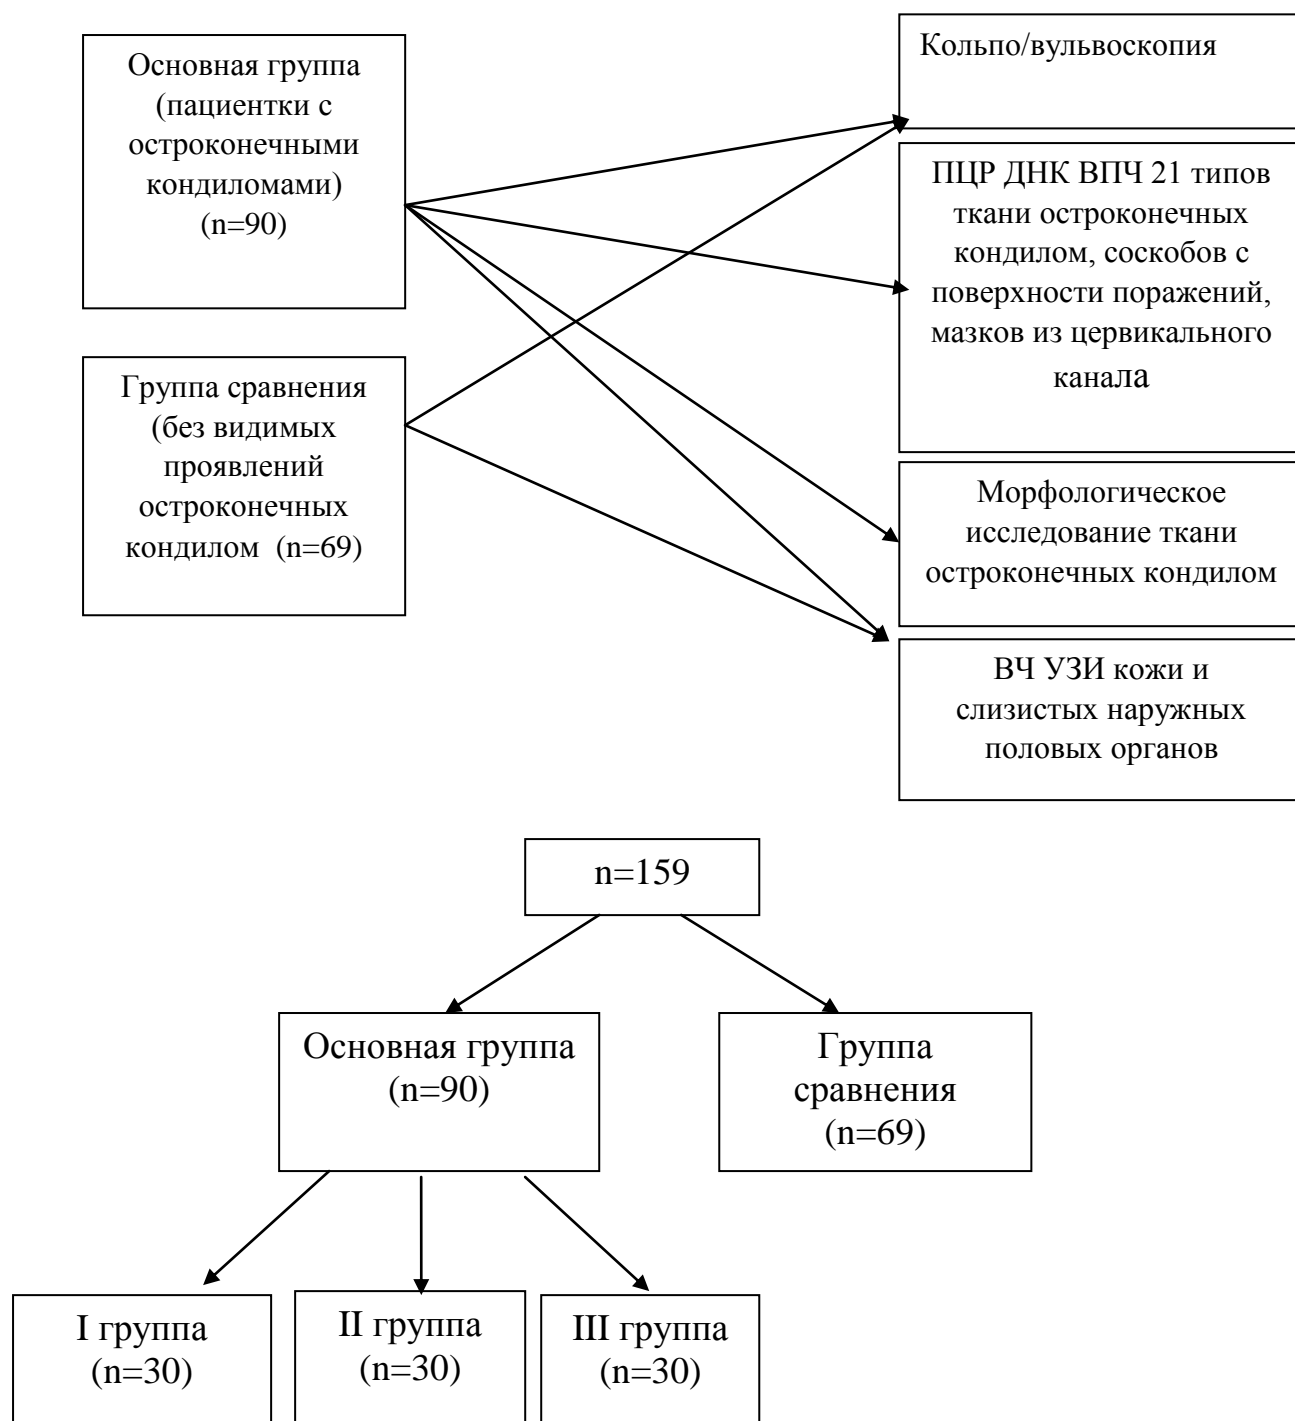 Основная группа
(пациентки с
остроконечными
кондиломами)
(n=90)
Группа сравнения
(без видимых
проявлений
остроконечных
кондилом (n=69)
Кольпо/вульвоскопия
ПЦР ДНК ВПЧ 21 типов
ткани остроконечных
кондилом, соскобов с
поверхности поражений,
мазков из цервикального
канала
Морфологическое
исследование ткани
остроконечных кондилом
ВЧ УЗИ кожи и
слизистых наружных
половых органов
n=159
Основная группа
(n=90)
Группа
сравнения
(n=69)
I группа
(n=30)
II группа
(n=30)
III группа
(n=30)